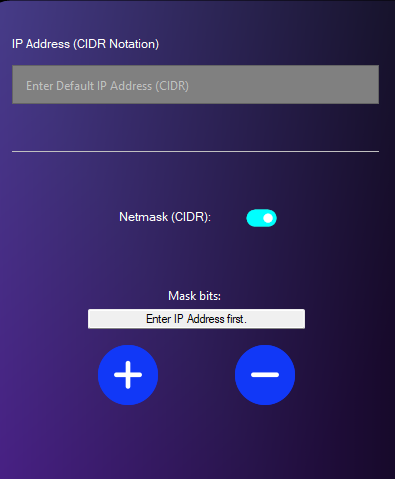 IP Address (CIDR Notation)
Enter Default IP Address (CIDR)
Netmask (CIDR):
Mask bits:
Enter IP Address first.